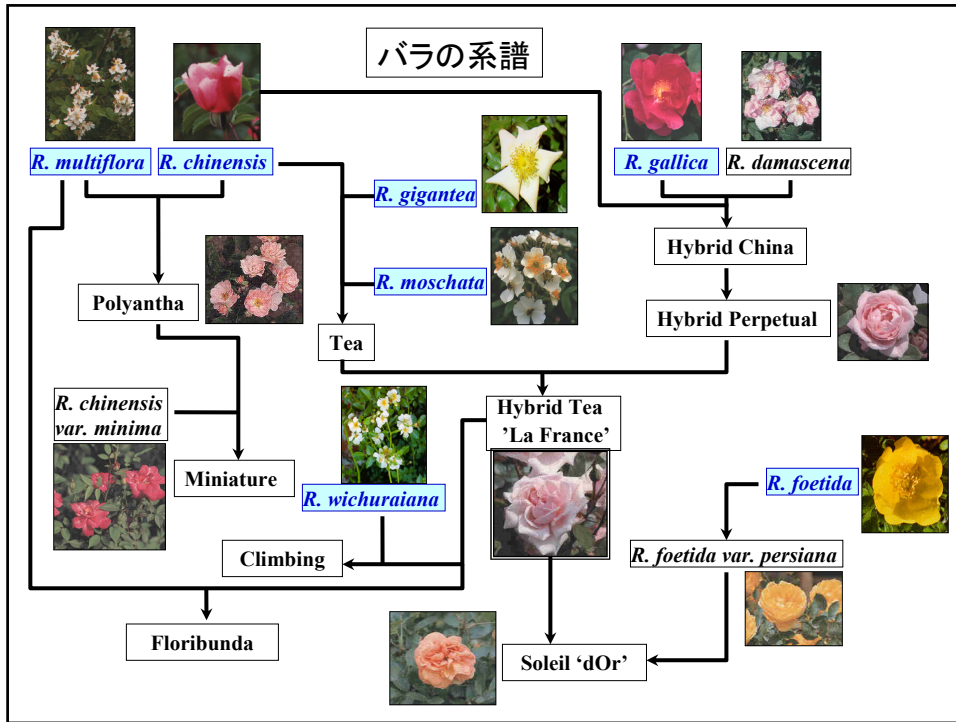 バラの系譜
R. multiflora
R. chinensis
R. gallica
R. damascena
R. gigantea
Hybrid China
R. moschata
Polyantha
Hybrid Perpetual
Tea
R. chinensis
var. minima
Hybrid Tea
’La France’
Miniature
R. wichuraiana
R. foetida
Climbing
R. foetida var. persiana
Floribunda
Soleil ‘dOr’